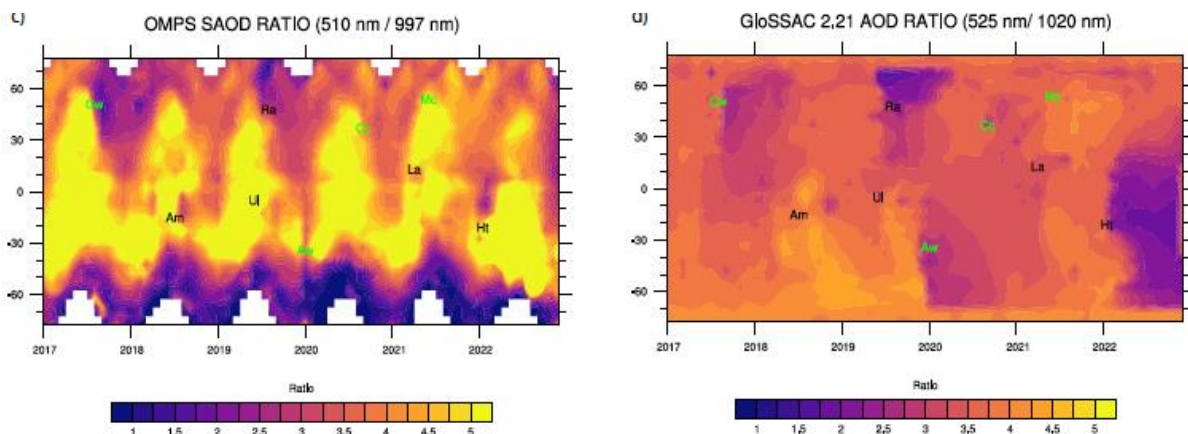 c)
OMPS SAOD RATIO (510 nm / 997 nm)
60
30
0
-30
-60
Cw
Ra
Mc
Cc
La
Ul
Am
Ht
Aw
2017 2018 2019 2020 2021 2022
Ratio
1 1,5 2 2,5 3 3,5 4 4,5 5
d)
GloSSAC 2,21 AOD RATIO (525 nm/ 1020 nm)
60
30
0
-30
-60
Cw
Ra
Mc
Cc
La
Ul
Am
Ht
Aw
2017 2018 2019 2020 2021 2022
Ratio
1 1,5 2 2,5 3 3,5 4 4,5 5